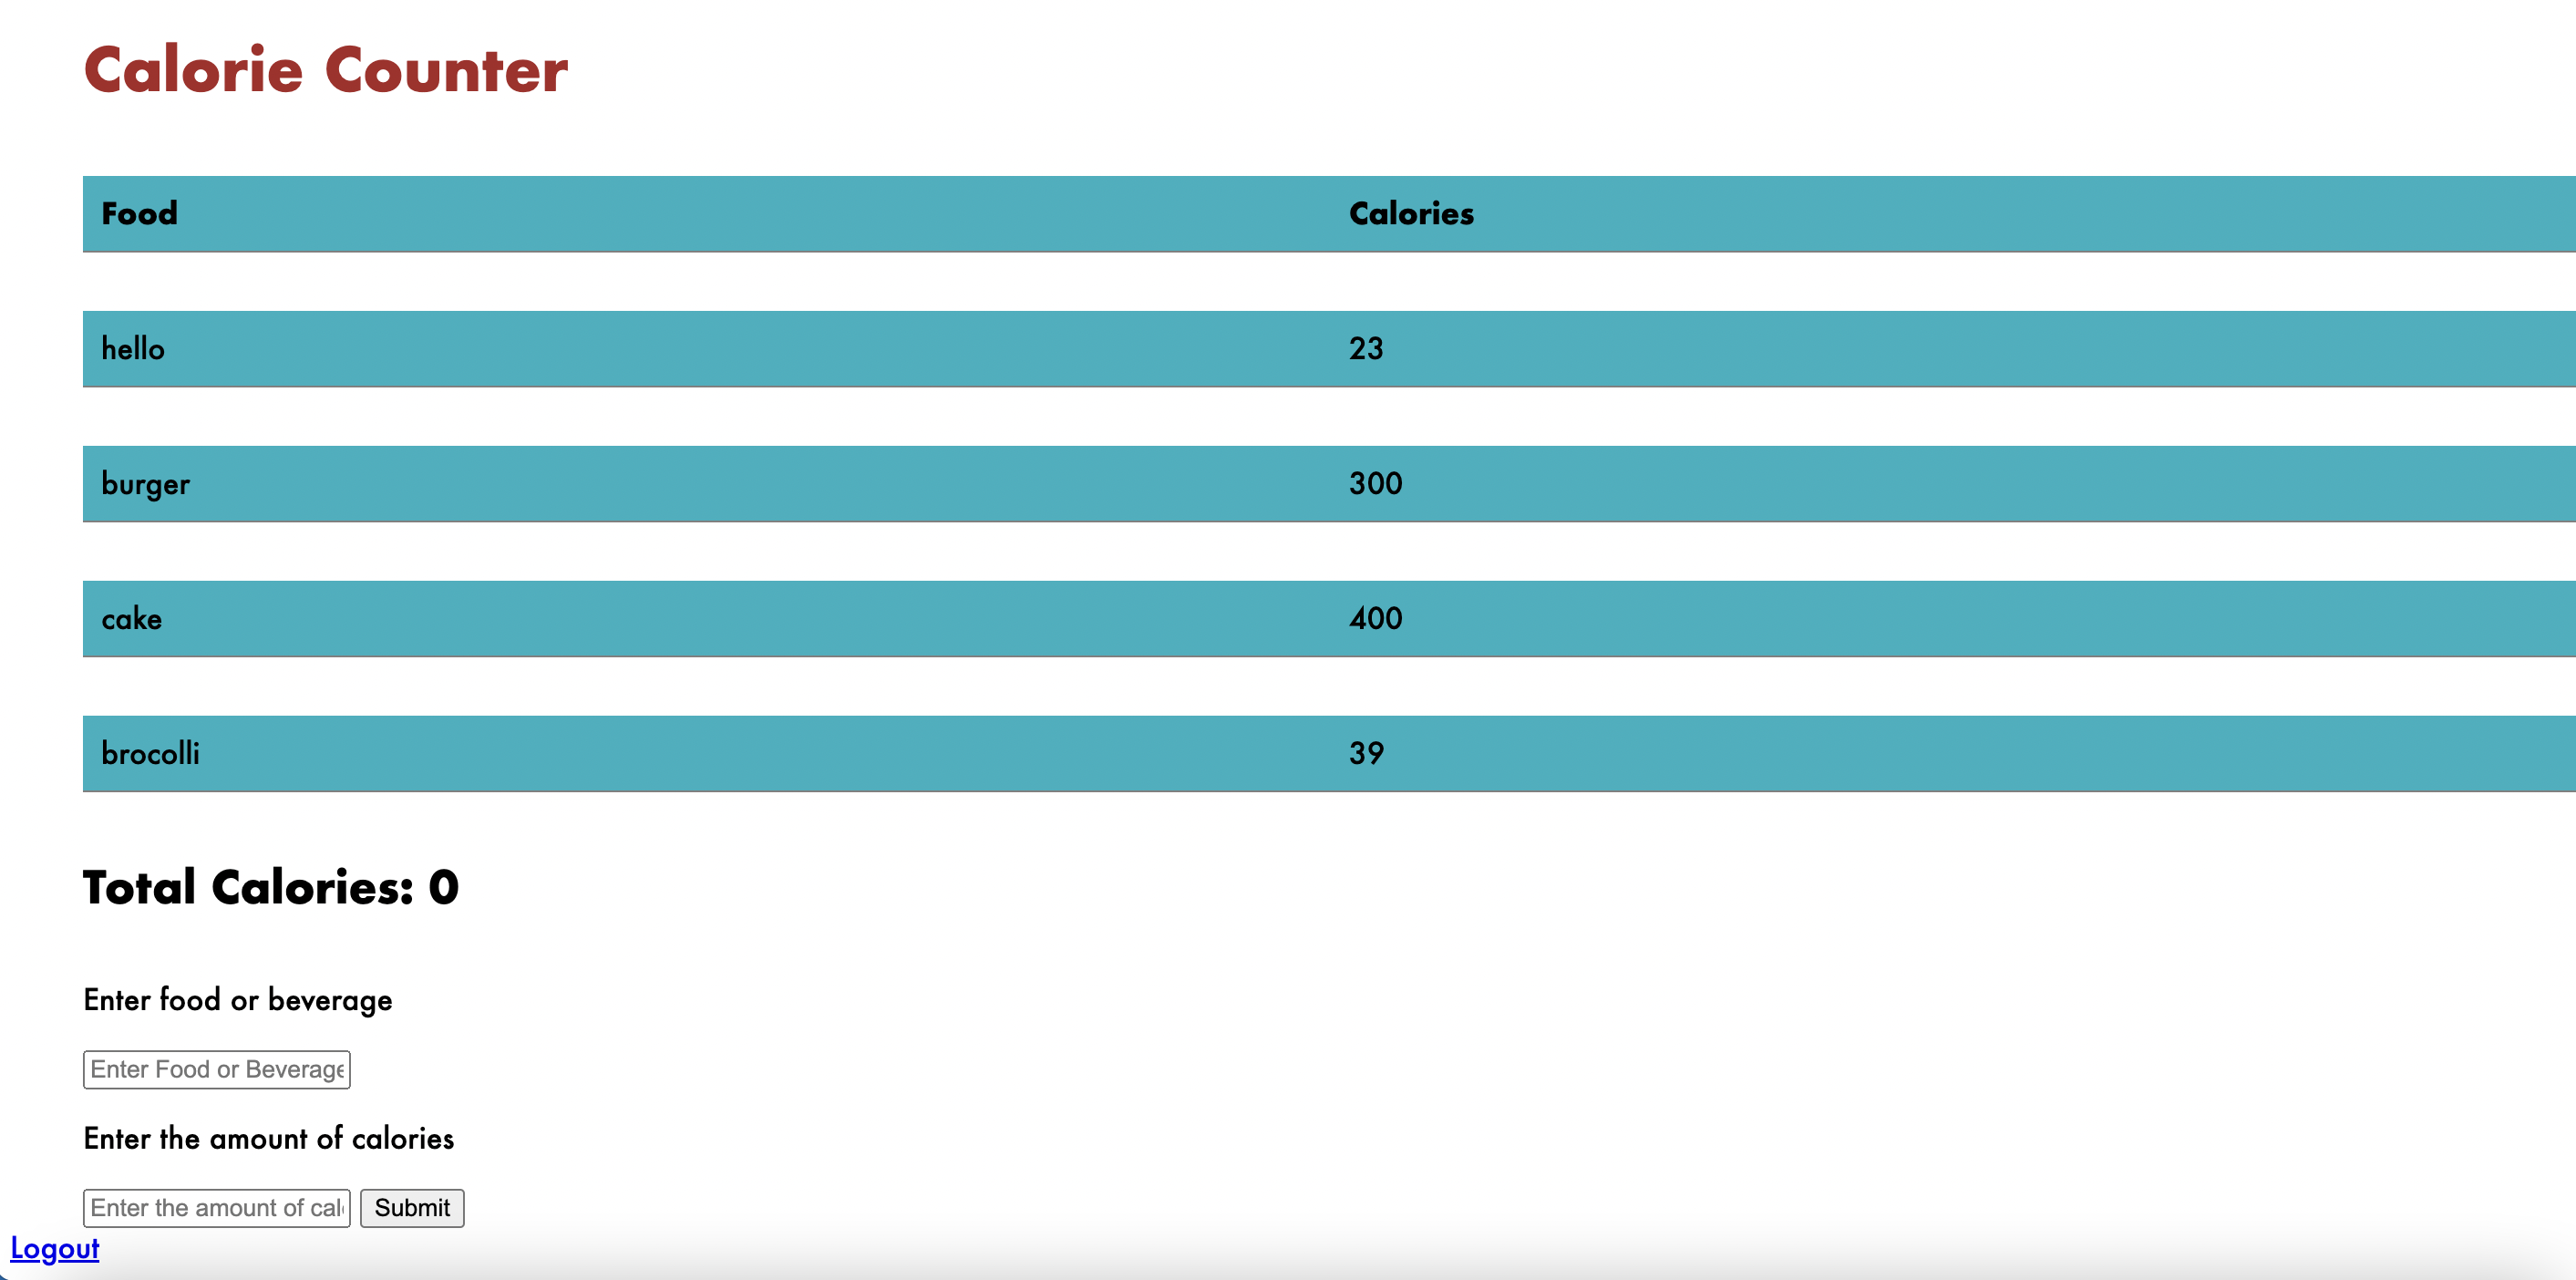 Calorie Counter
Food Calories
hello 23
burger 300
cake 400
brocolli 39
Total Calories: 0
Enter food or beverage
Enter Food or Beverage
Enter the amount of calories
Enter the amount of cal Submit
Logout